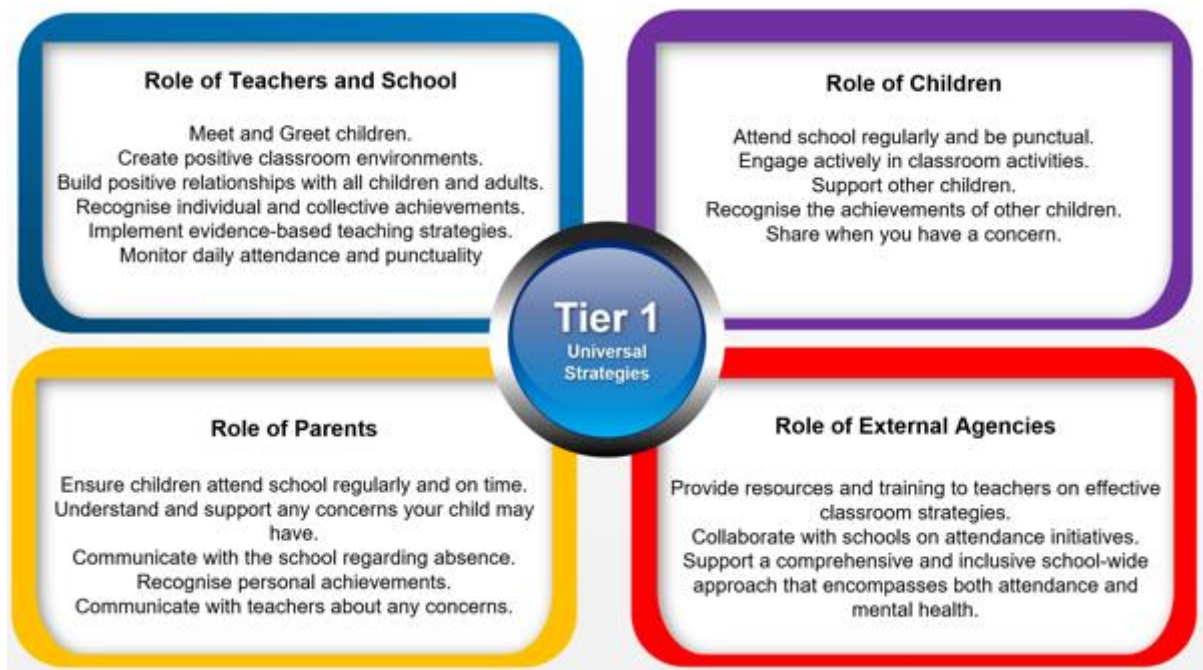 Role of Teachers and School
Meet and Greet children.
Create positive classroom environments.
Build positive relationships with all children and adults.
Recognise individual and collective achievements.
Implement evidence-based teaching strategies.
Monitor daily attendance and punctuality
Role of Children
Attend school regularly and be punctual.
Engage actively in classroom activities.
Support other children.
Recognise the achievements of other children.
Share when you have a concern.
Tier 1
Universal
Strategies
Role of Parents
Ensure children attend school regularly and on time.
Understand and support any concerns your child may
have.
Communicate with the school regarding absence.
Recognise personal achievements.
Communicate with teachers about any concerns.
Role of External Agencies
Provide resources and training to teachers on effective
classroom strategies.
Collaborate with schools on attendance initiatives.
Support a comprehensive and inclusive school-wide
approach that encompasses both attendance and
mental health.